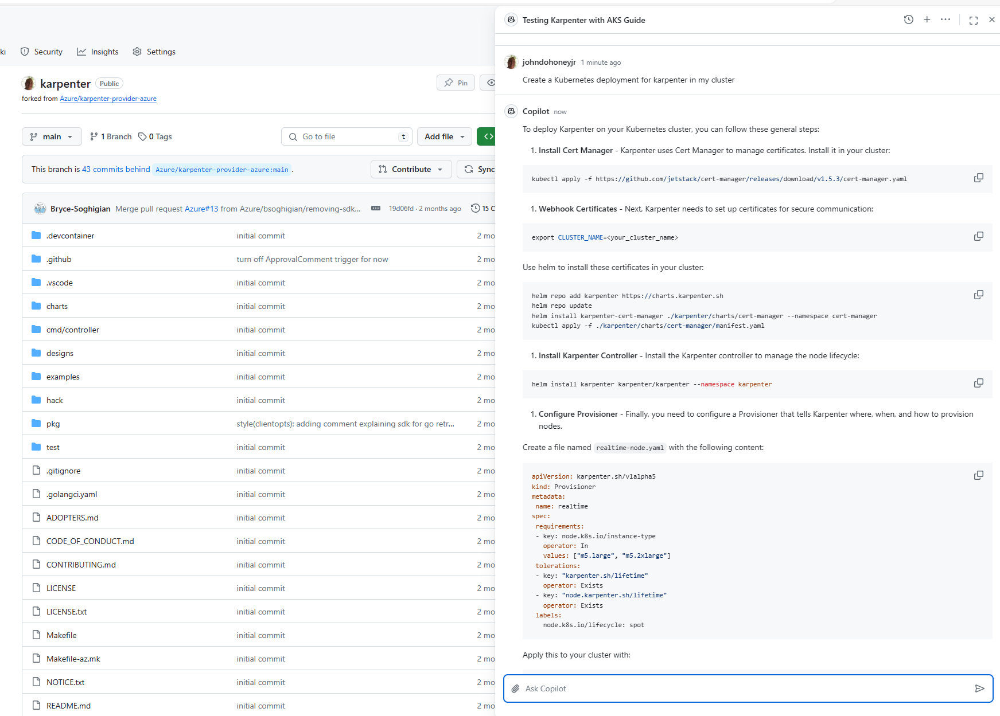 ki
Security
Insights
Settings
karpenter
Public
Pin
forked from Azure/karpenter-provider-azure
main
1 Branch
0 Tags
Go to file
t
Add file
This branch is 43 commits behind Azure/karpenter-provider-azure:main .
Contribute
Sync
Bryce-Soghigian Merge pull request Azure#13 from Azure/bsoghigian/removing-sdk... 19d06fd · 2 months ago 15 C
.devcontainer initial commit 2 mo
.github turn off ApprovalComment trigger for now 2 mo
.vscode initial commit 2 mo
charts initial commit 2 mo
cmd/controller initial commit 2 mo
designs initial commit 2 mo
examples initial commit 2 mo
hack initial commit 2 mo
pkg style(clientopts): adding comment explaining sdk for go retr... 2 mo
test initial commit 2 mo
.gitignore initial commit 2 mo
.golangci.yaml initial commit 2 mo
ADOPTERS.md initial commit 2 mo
CODE_OF_CONDUCT.md initial commit 2 mo
CONTRIBUTING.md initial commit 2 mo
LICENSE initial commit 2 mo
LICENSE.txt initial commit 2 mo
Makefile initial commit 2 mo
Makefile-az.mk initial commit 2 mo
NOTICE.txt initial commit 2 mo
README.md initial commit 2 mo
Testing Karpenter with AKS Guide
johndohoneyjr 1 minute ago
Create a Kubernetes deployment for karpenter in my cluster
Copilot now
To deploy Karpenter on your Kubernetes cluster, you can follow these general steps:
1. Install Cert Manager - Karpenter uses Cert Manager to manage certificates. Install it in your cluster:
kubectl apply -f https://github.com/jetstack/cert-manager/releases/download/v1.5.3/cert-manager.yaml
1. Webhook Certificates - Next, Karpenter needs to set up certificates for secure communication:
export CLUSTER_NAME=<your_cluster_name>
Use helm to install these certificates in your cluster:
helm repo add karpenter https://charts.karpenter.sh
helm repo update
helm install karpenter-cert-manager ./karpenter/charts/cert-manager --namespace cert-manager
kubectl apply -f ./karpenter/charts/cert-manager/manifest.yaml
1. Install Karpenter Controller - Install the Karpenter controller to manage the node lifecycle:
helm install karpenter karpenter/karpenter --namespace karpenter
1. Configure Provisioner - Finally, you need to configure a Provisioner that tells Karpenter where, when, and how to provision
nodes.
Create a file named realtime-node.yaml with the following content:
apiVersion: karpenter.sh/v1alpha5
kind: Provisioner
metadata:
name: realtime
spec:
requirements:
- key: node.k8s.io/instance-type
operator: In
values: ["m5.large", "m5.2xlarge"]
tolerations:
- key: "karpenter.sh/lifetime"
operator: Exists
- key: "node.karpenter.sh/lifetime"
operator: Exists
labels:
node.k8s.io/lifecycle: spot
Apply this to your cluster with:
Ask Copilot